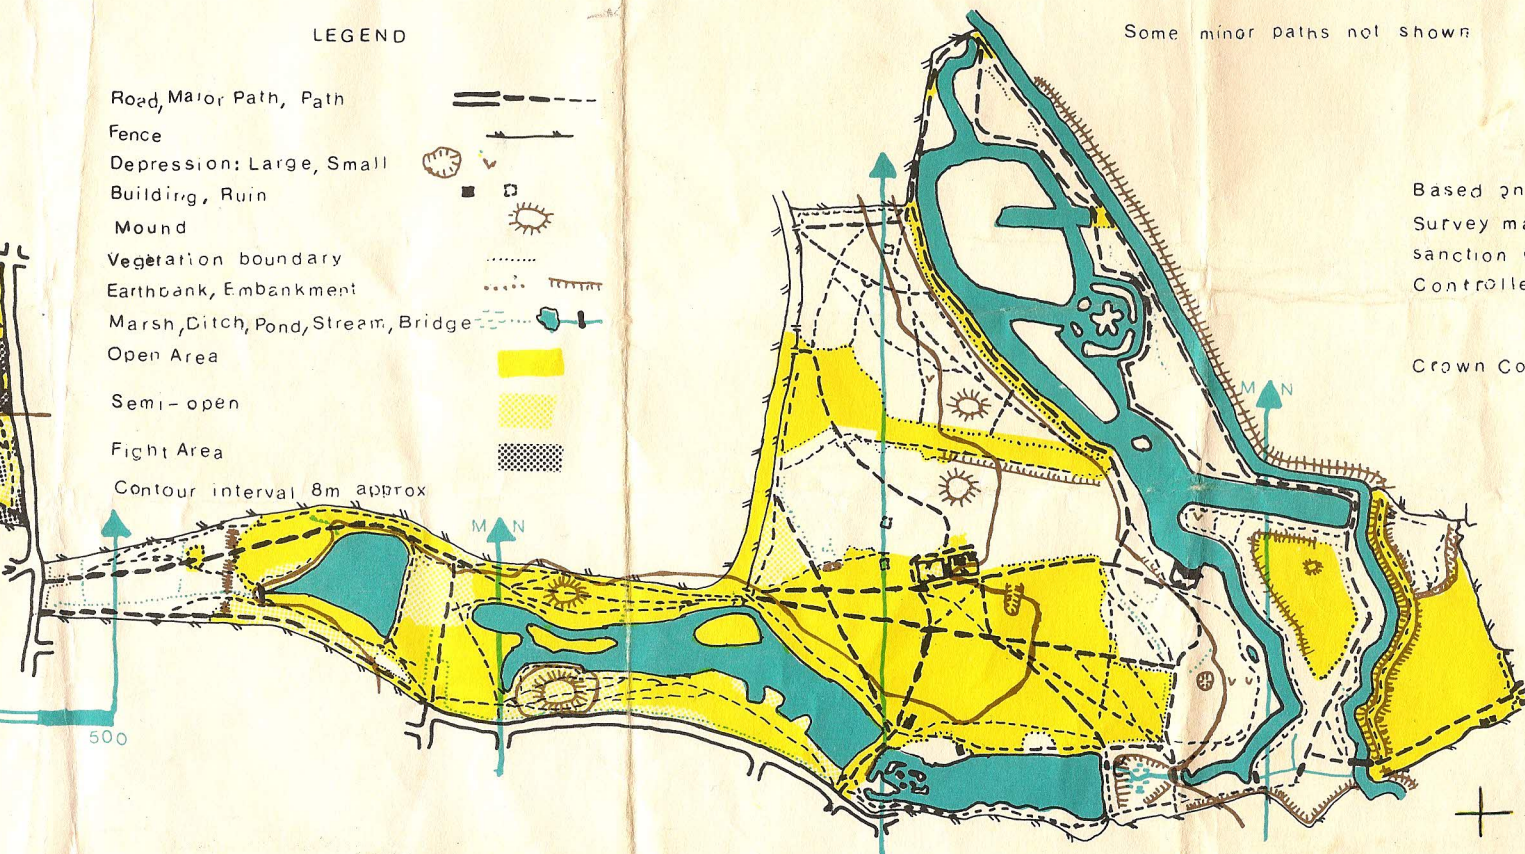 LEGEND
Road, Major Path, Path
Fence
Depression: Large, Small
Building, Ruin
Mound
Vegetation boundary
Earthbank, Embankment
Marsh, Ditch, Pond, Stream, Bridge
Open Area
Semi-open
Fight Area
Contour interval 8m approx
Some minor paths not shown
Based on
Survey ma
sanction
Controlle
Crown Co
M N
M N
500